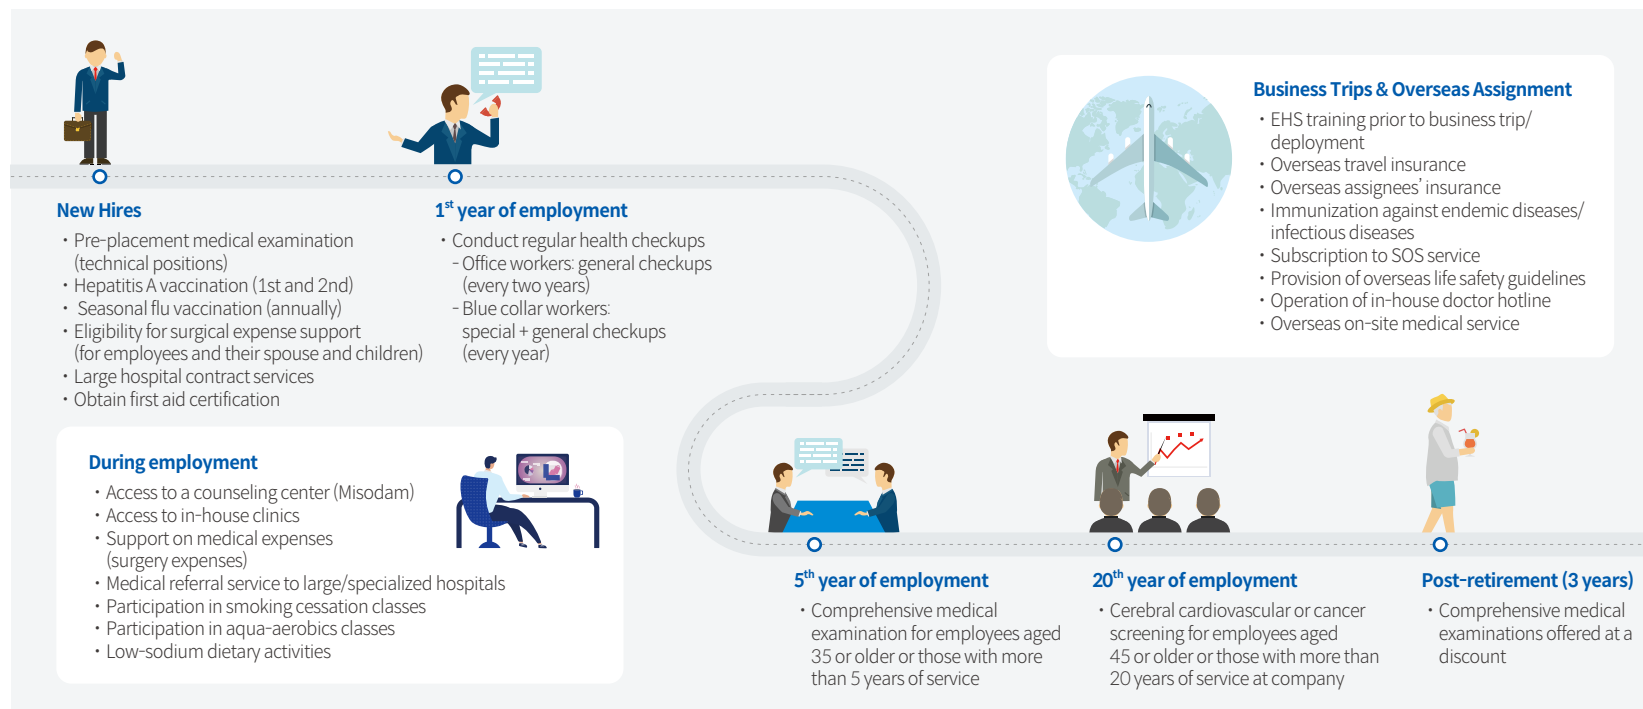 New Hires
・Pre-placement medical examination
(technical positions)
・Hepatitis A vaccination (1st and 2nd)
・ Seasonal flu vaccination (annually)
・Eligibility for surgical expense support
(for employees and their spouse and children)
・Large hospital contract services
・Obtain first aid certification
1st year of employment
・Conduct regular health checkups
- Office workers: general checkups
(every two years)
- Blue collar workers:
special + general checkups
(every year)
Business Trips & Overseas Assignment
・EHS training prior to business trip/
deployment
・Overseas travel insurance
・Overseas assignees’ insurance
・Immunization against endemic diseases/
infectious diseases
・Subscription to SOS service
・Provision of overseas life safety guidelines
・Operation of in-house doctor hotline
・Overseas on-site medical service
During employment
・Access to a counseling center (Misodam)
・Access to in-house clinics
・Support on medical expenses
(surgery expenses)
・Medical referral service to large/specialized hospitals
・Participation in smoking cessation classes
・Participation in aqua-aerobics classes
・Low-sodium dietary activities
5th year of employment
・Comprehensive medical
examination for employees aged
35 or older or those with more
than 5 years of service
20th year of employment
・Cerebral cardiovascular or cancer
screening for employees aged
45 or older or those with more than
20 years of service at company
Post-retirement (3 years)
・Comprehensive medical
examinations offered at a
discount